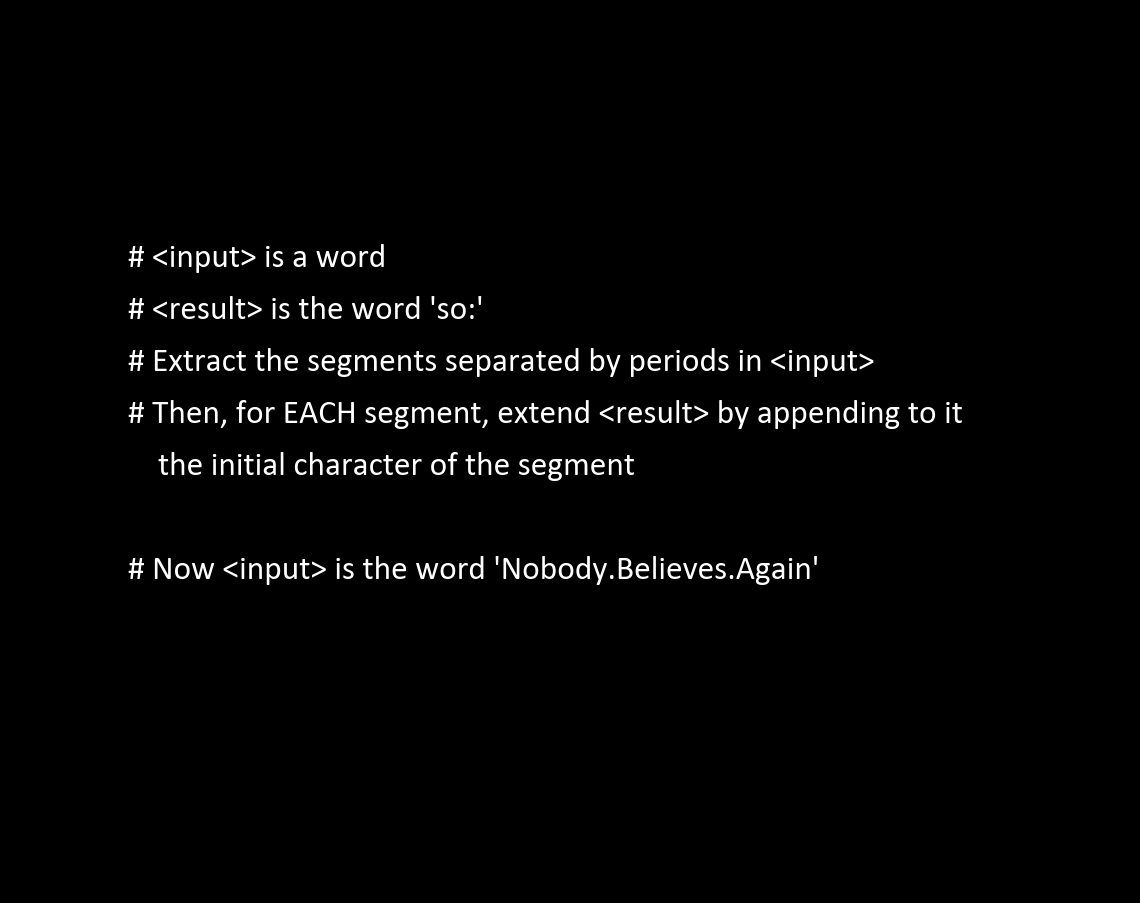 # <input> is a word
# <result> is the word 'so:'
# Extract the segments separated by periods in <input>
# Then, for EACH segment, extend <result> by appending to it
the initial character of the segment
# Now <input> is the word 'Nobody.Believes.Again'